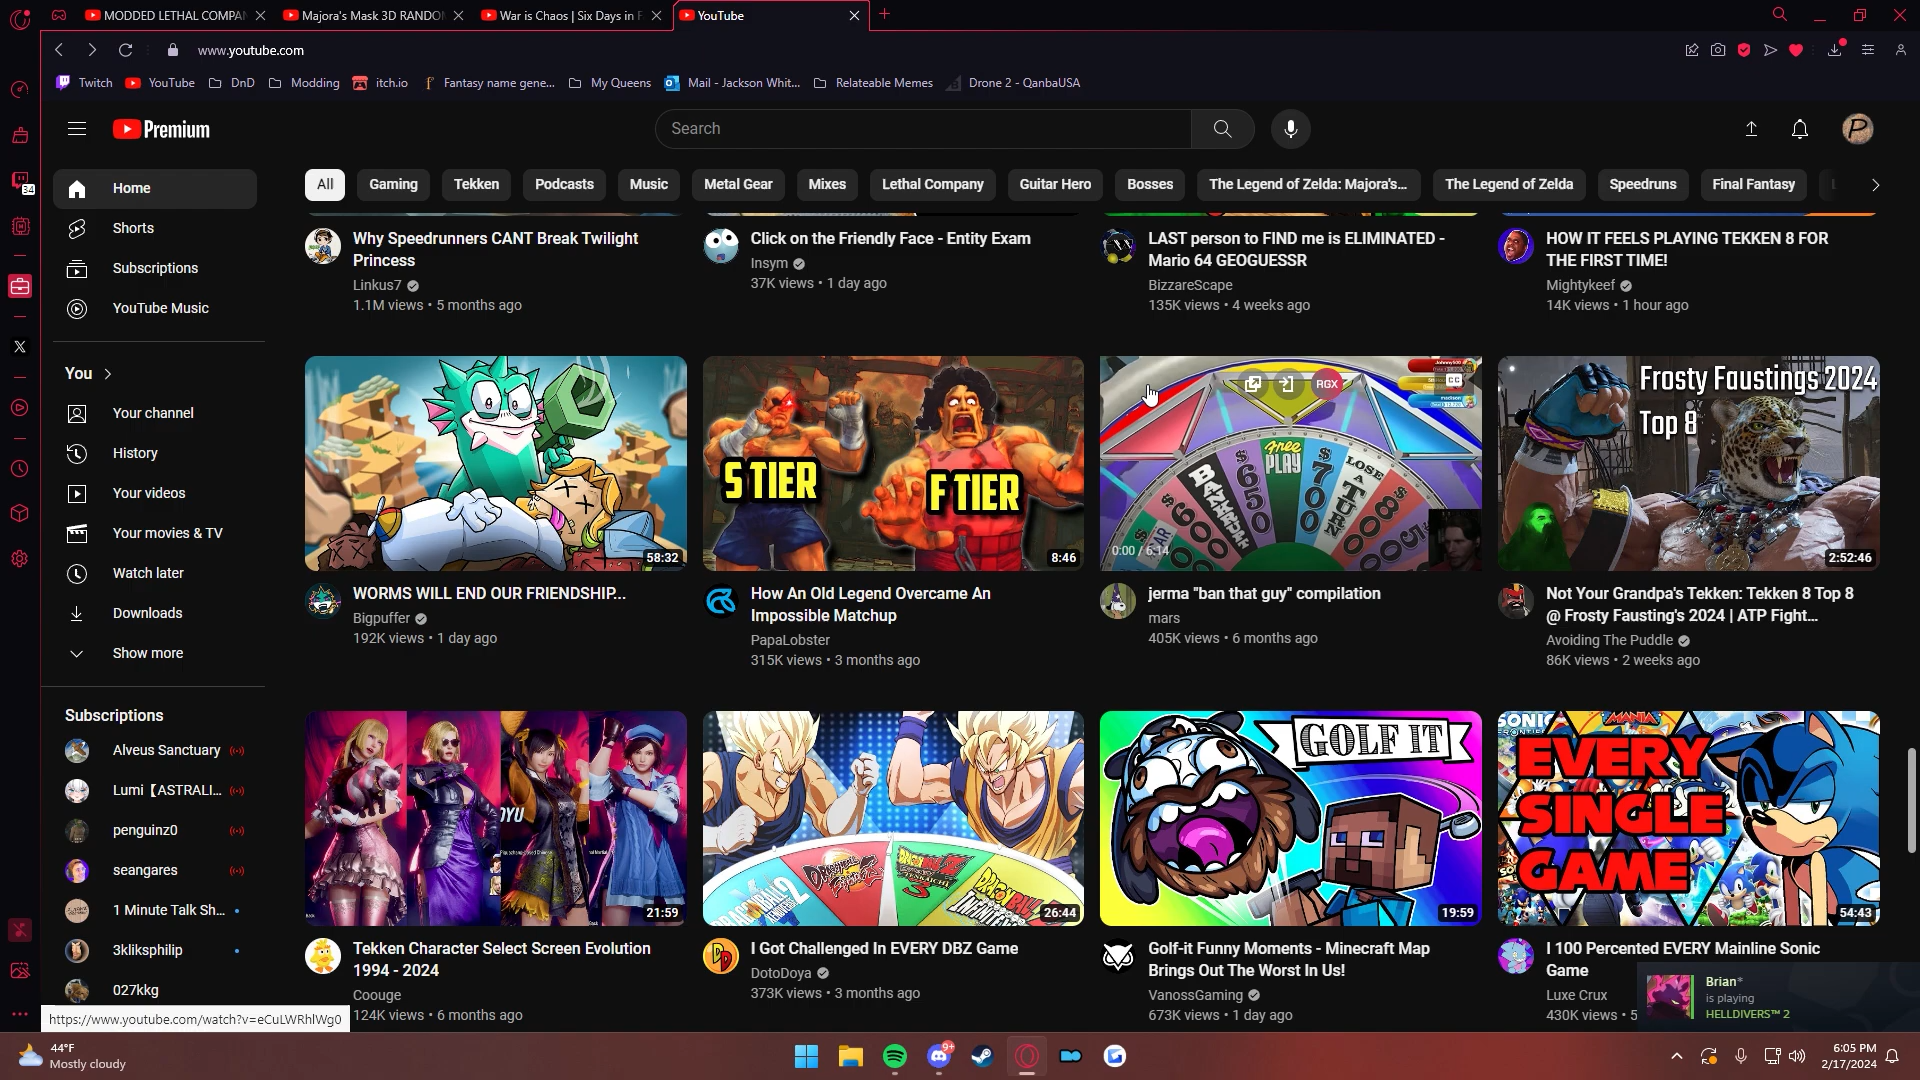 MODDED LETHAL COMPAN
Majora's Mask 3D RANDO
War is Chaos | Six Days in F
YouTube
www.youtube.com
Twitch
YouTube
DnD
Modding
itch.io
Fantasy name gene...
My Queens
Mail - Jackson Whit...
Relateable Memes
Drone 2 - QanbaUSA
34
Premium
Search
Home
Shorts
Subscriptions
YouTube Music
You
Your channel
History
Your videos
Your movies & TV
Watch later
Downloads
Show more
Subscriptions
Alveus Sanctuary
Lumi【ASTRALI...
penguinz0
seangares
1 Minute Talk Sh...
3kliksphilip
027kkg
All
Gaming
Tekken
Podcasts
Music
Metal Gear
Mixes
Lethal Company
Guitar Hero
Bosses
The Legend of Zelda: Majora's...
The Legend of Zelda
Speedruns
Final Fantasy
Why Speedrunners CANT Break Twilight
Princess
Linkus7
1.1M views • 5 months ago
Click on the Friendly Face - Entity Exam
Insym
37K views • 1 day ago
LAST person to FIND me is ELIMINATED -
Mario 64 GEOGUESSR
BizzareScape
135K views • 4 weeks ago
HOW IT FEELS PLAYING TEKKEN 8 FOR
THE FIRST TIME!
Mightykeef
14K views • 1 hour ago
58:32
WORMS WILL END OUR FRIENDSHIP...
Bigpuffer
192K views • 1 day ago
S TIER
F TIER
8:46
How An Old Legend Overcame An
Impossible Matchup
PapaLobster
315K views • 3 months ago
RGX
CC
$600
BANKRUPT
$650
Free
PLAY
$700
LOSE A TURN
$800
0:00 / 6:14
jerma "ban that guy" compilation
mars
405K views • 6 months ago
Frosty Faustings 2024
Top 8
2:52:46
Not Your Grandpa's Tekken: Tekken 8 Top 8
@ Frosty Fausting's 2024 | ATP Fight...
Avoiding The Puddle
86K views • 2 weeks ago
21:59
Tekken Character Select Screen Evolution
1994 - 2024
Coouge
124K views • 6 months ago
26:44
I Got Challenged In EVERY DBZ Game
DotoDoya
373K views • 3 months ago
GOLF IT
19:59
Golf-it Funny Moments - Minecraft Map
Brings Out The Worst In Us!
VanossGaming
673K views • 1 day ago
SONIC
MANIA
EVERY
SINGLE
GAME
54:43
I 100 Percented EVERY Mainline Sonic
Game
Luxe Crux
430K views • 5
Brian*
is playing
HELLDIVERS™ 2
https://www.youtube.com/watch?v=eCuLWRhlWg0
44°F
Mostly cloudy
9+
6:05 PM
2/17/2024